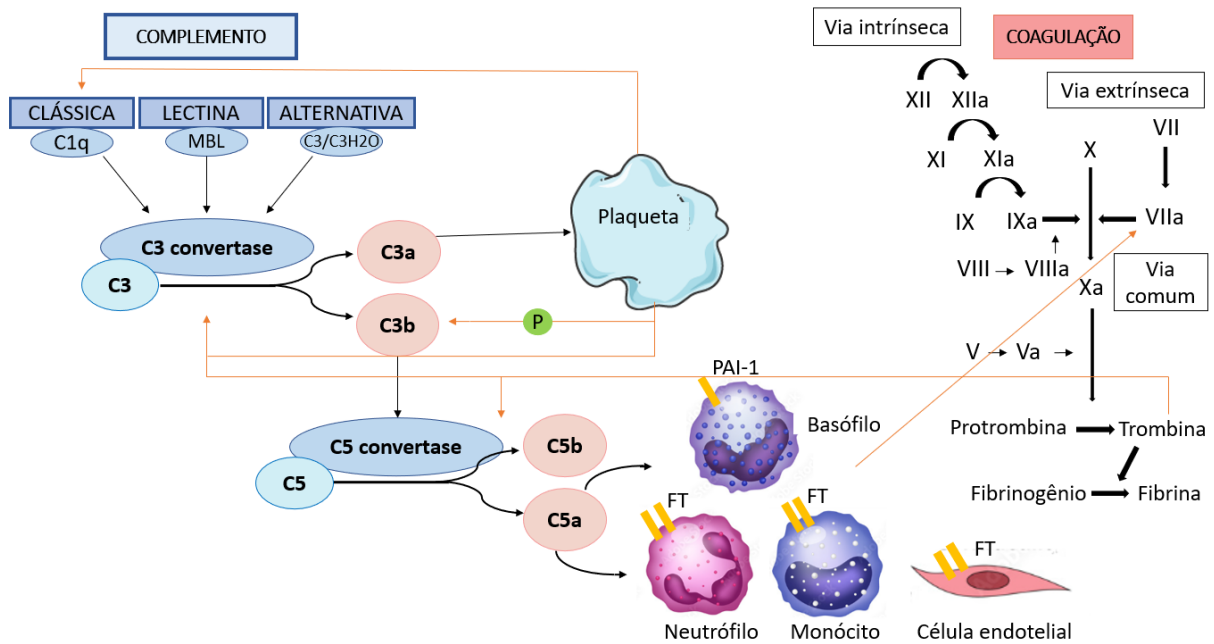 COMPLEMENTO
Via intrínseca
COAGULAÇÃO
XII
XIIa
Via extrínseca
CLÁSSICA
LECTINA
ALTERNATIVA
C1q
MBL
C3/C3H2O
VII
XI
XIa
X
Plaqueta
IX
IXa
VIIa
C3 convertase
C3a
C3
VIII
VIIIa
Via
comum
Xa
C3b
P
V
Va
PAI-1
Basófilo
Protrombina
Trombina
C5 convertase
C5b
C5
C5a
Fibrinogênio
Fibrina
FT
FT
FT
Neutrófilo
Monócito
Célula endotelial